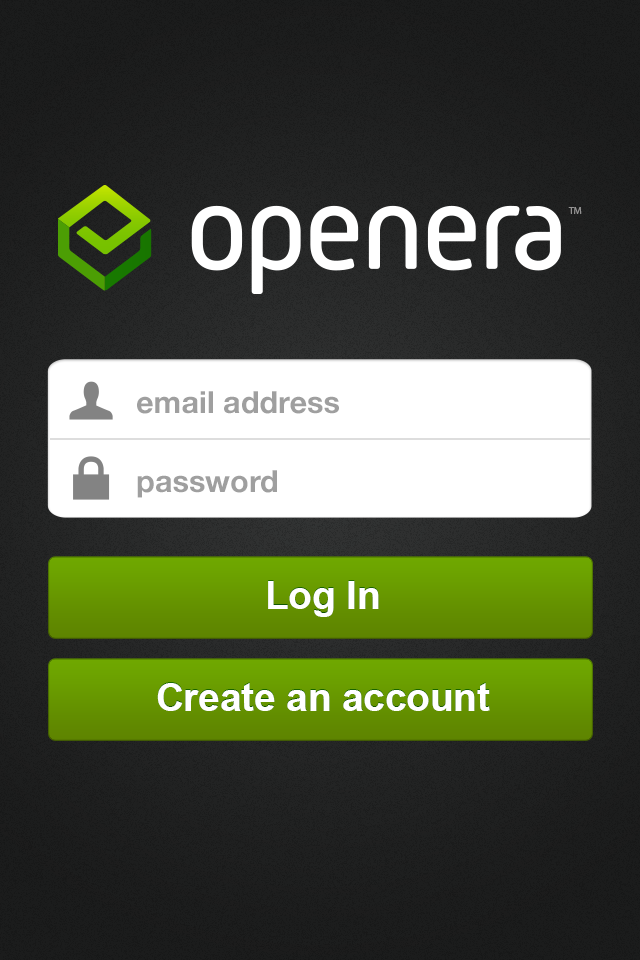 openera™
email address
password
Log In
Create an account